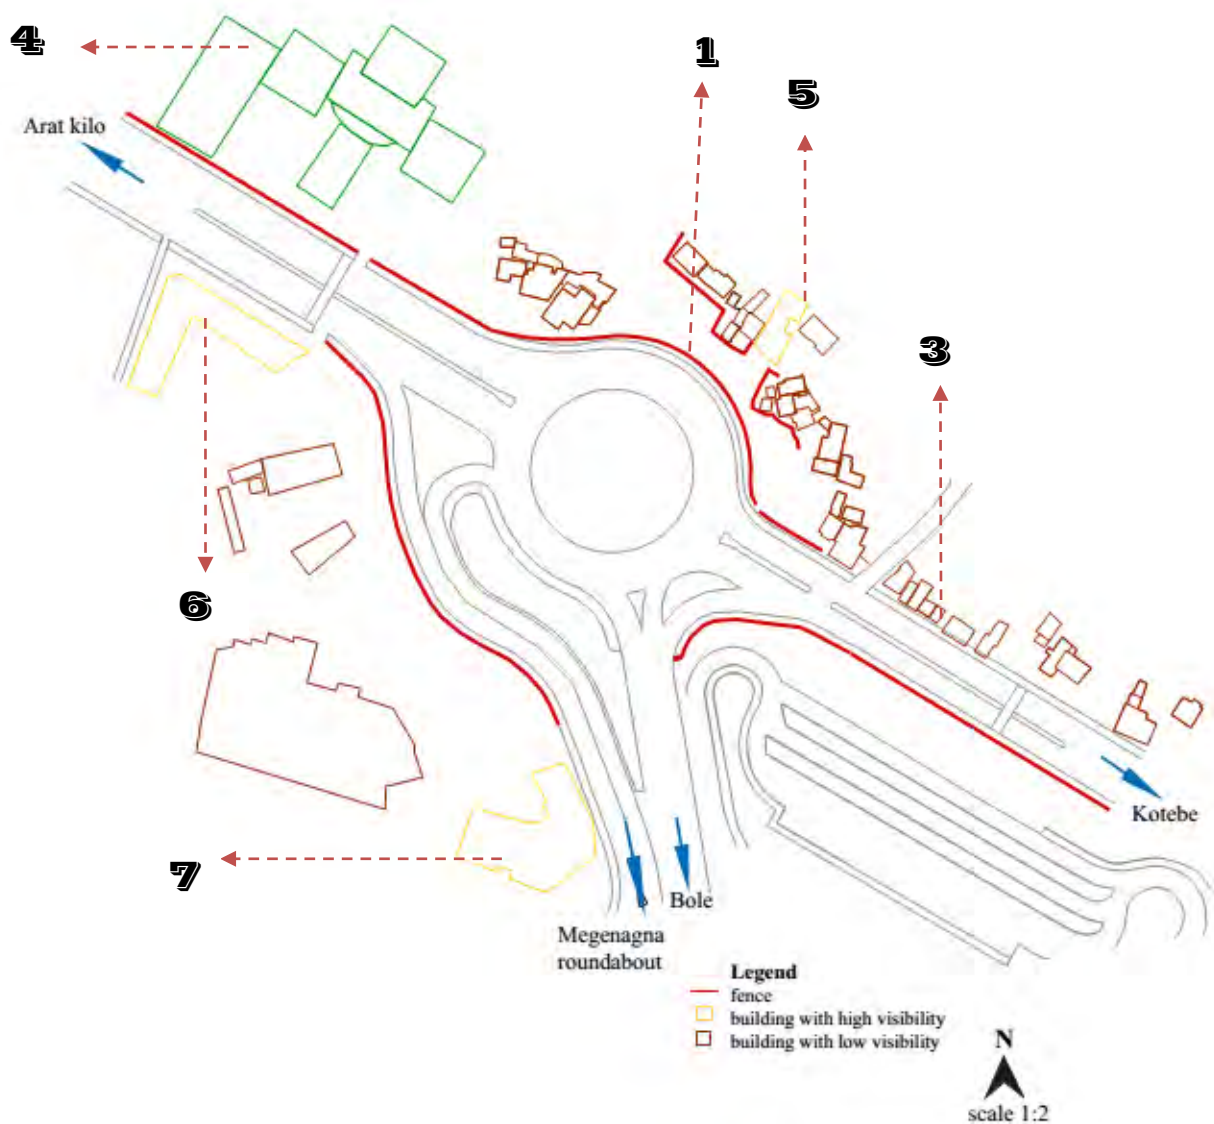 4
1
5
Arat kilo
3
6
Kotebe
7
Bole
Megenagna
roundabout
Legend
fence
building with high visibility
building with low visibility
N
scale 1:2